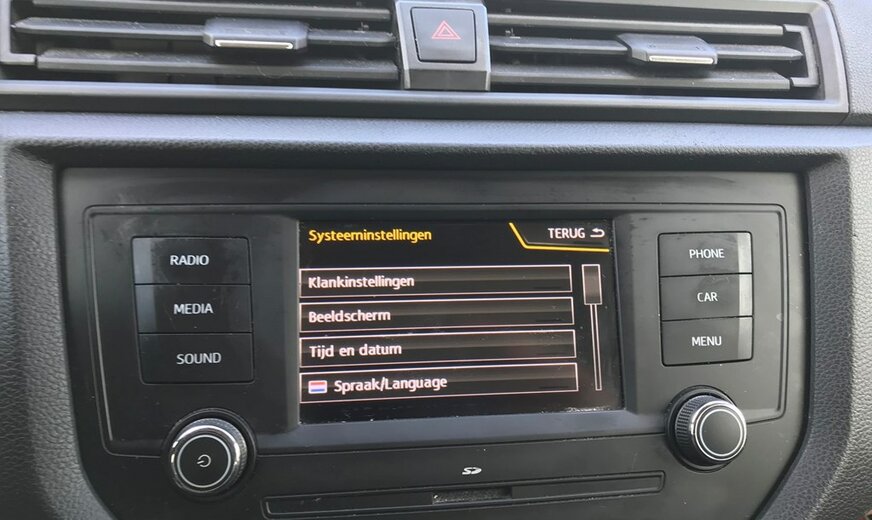 Systeeminstellingen
TERUG
RADIO
MEDIA
SOUND
Klankinstellingen
Beeldscherm
Tijd en datum
Spraak/Language
PHONE
CAR
MENU
SD